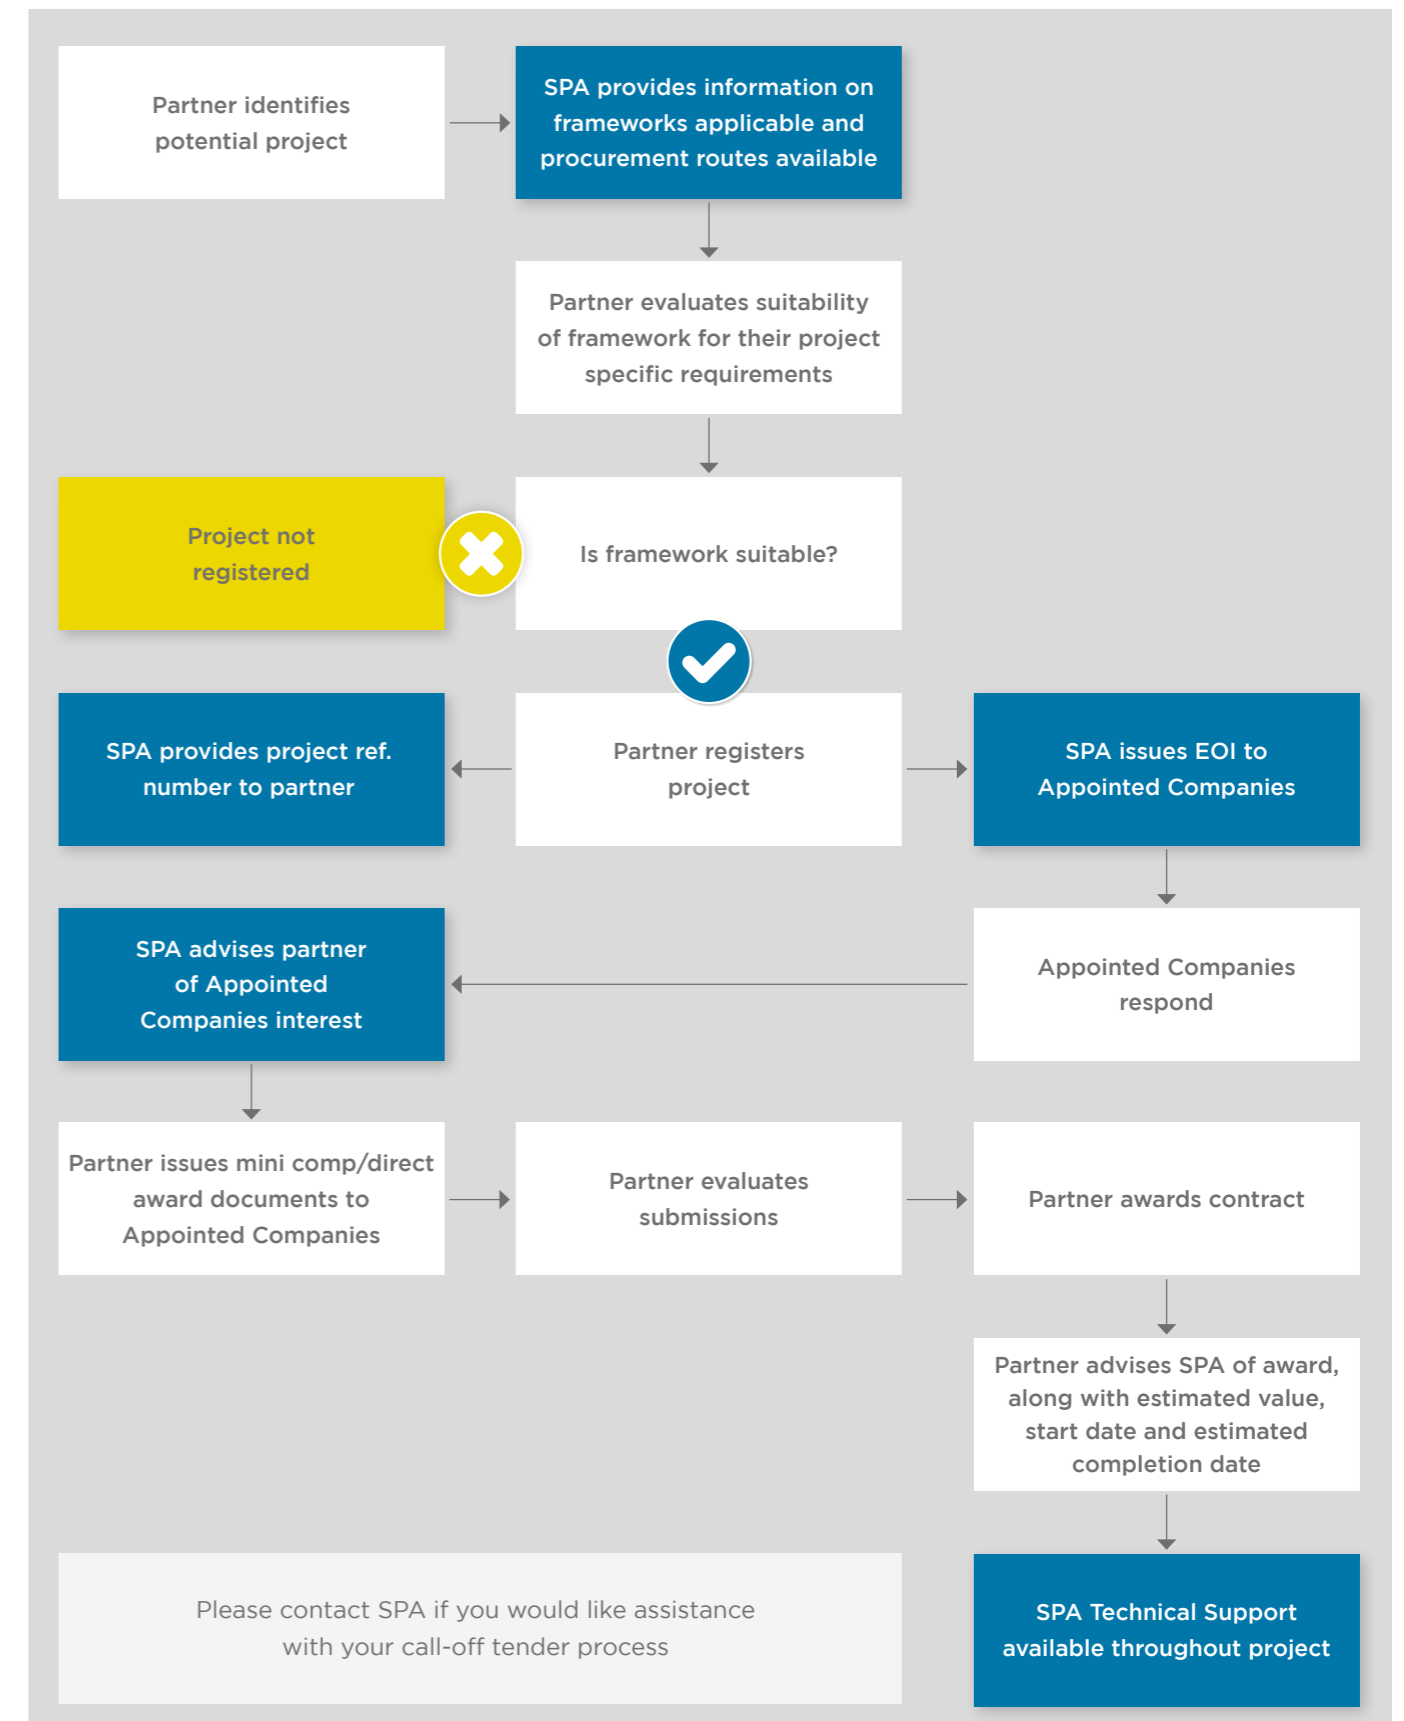 Partner identifies
potential project
SPA provides information on
frameworks applicable and
procurement routes available
Partner evaluates suitability
of framework for their project
specific requirements
Project not
registered
Is framework suitable?
SPA provides project ref.
number to partner
Partner registers
project
SPA issues EOI to
Appointed Companies
SPA advises partner
of Appointed
Companies interest
Appointed Companies
respond
Partner issues mini comp/direct
award documents to
Appointed Companies
Partner evaluates
submissions
Partner awards contract
Partner advises SPA of award,
along with estimated value,
start date and estimated
completion date
Please contact SPA if you would like assistance
with your call-off tender process
SPA Technical Support
available throughout project